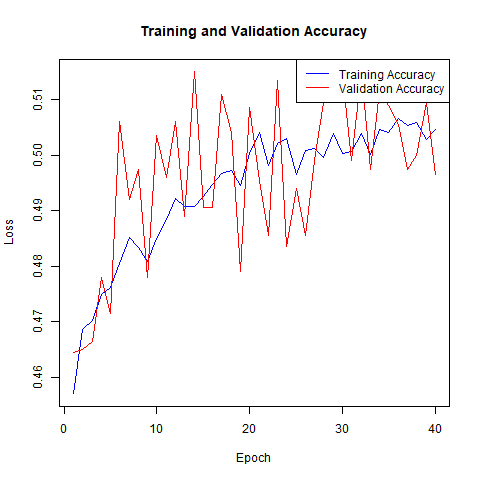 Training and Validation Accuracy
Training Accuracy
Validation Accuracy
Loss
0.51
0.50
0.49
0.48
0.47
0.46
0
10
20
30
40
Epoch